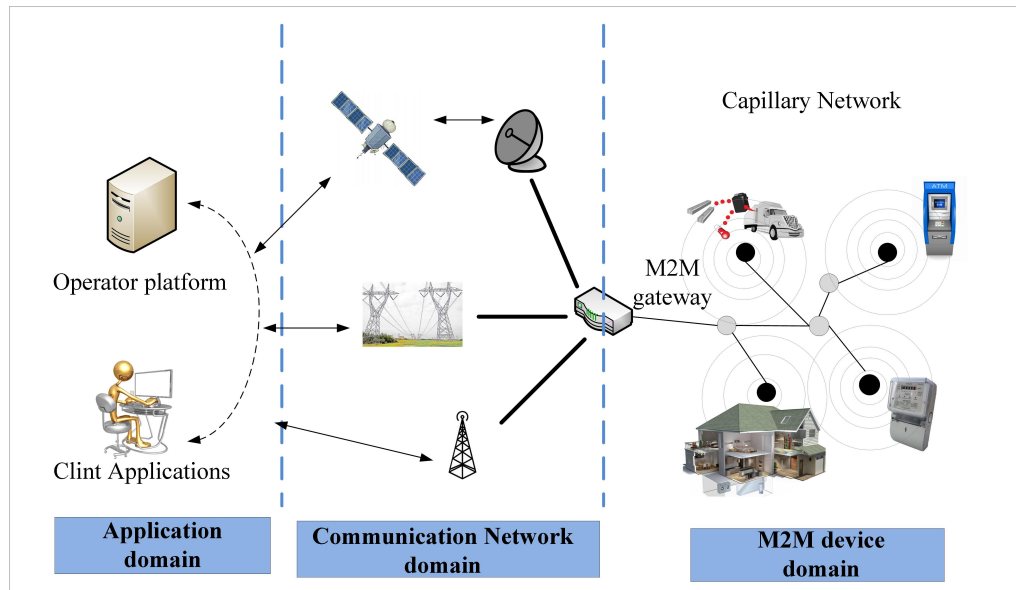 Capillary Network
ATM
Operator platform
M2M
gateway
Clint Applications
Application
domain
Communication Network
domain
M2M device
domain